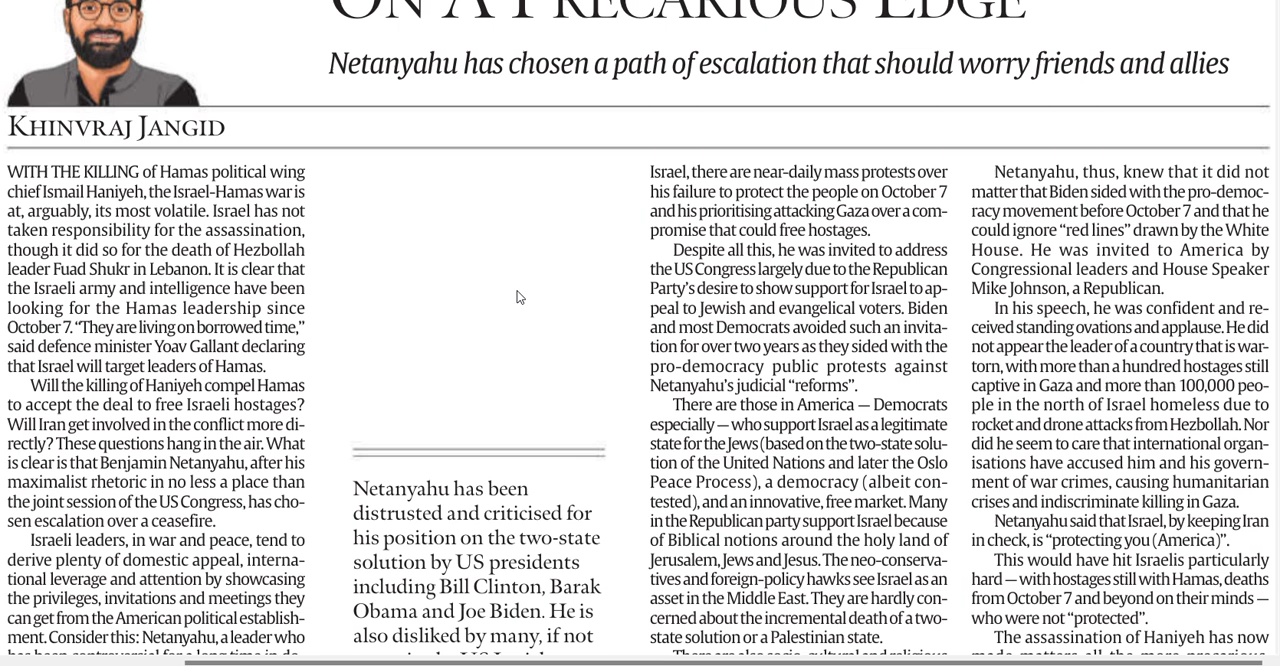 ON A PRECARIOUS EDGE
Netanyahu has chosen a path of escalation that should worry friends and allies
KHINVRAJ JANGID
WITH THE KILLING of Hamas political wing
chief Ismail Haniyeh, the Israel-Hamas war is
at, arguably, its most volatile. Israel has not
taken responsibility for the assassination,
though it did so for the death of Hezbollah
leader Fuad Shukr in Lebanon. It is clear that
the Israeli army and intelligence have been
looking for the Hamas leadership since
October 7. “They are living on borrowed time,”
said defence minister Yoav Gallant declaring
that Israel will target leaders of Hamas.
Will the killing of Haniyeh compel Hamas
to accept the deal to free Israeli hostages?
Will Iran get involved in the conflict more di-
rectly? These questions hang in the air. What
is clear is that Benjamin Netanyahu, after his
maximalist rhetoric in no less a place than
the joint session of the US Congress, has cho-
sen escalation over a ceasefire.
Israeli leaders, in war and peace, tend to
derive plenty of domestic appeal, interna-
tional leverage and attention by showcasing
the privileges, invitations and meetings they
can get from the American political establish-
ment. Consider this: Netanyahu, a leader who
has been controversial for a long time in de-
Netanyahu has been
distrusted and criticised for
his position on the two-state
solution by US presidents
including Bill Clinton, Barak
Obama and Joe Biden. He is
also disliked by many, if not
Israel, there are near-daily mass protests over
his failure to protect the people on October 7
and his prioritising attacking Gaza over a com-
promise that could free hostages.
Despite all this, he was invited to address
the US Congress largely due to the Republican
Party’s desire to show support for Israel to ap-
peal to Jewish and evangelical voters. Biden
and most Democrats avoided such an invita-
tion for over two years as they sided with the
pro-democracy public protests against
Netanyahu’s judicial “reforms”.
There are those in America — Democrats
especially — who support Israel as a legitimate
state for the Jews (based on the two-state solu-
tion of the United Nations and later the Oslo
Peace Process), a democracy (albeit con-
tested), and an innovative, free market. Many
in the Republican party support Israel because
of Biblical notions around the holy land of
Jerusalem, Jews and Jesus. The neo-conserva-
tives and foreign-policy hawks see Israel as an
asset in the Middle East. They are hardly con-
cerned about the incremental death of a two-
state solution or a Palestinian state.
There are also socio-cultural and religious
Netanyahu, thus, knew that it did not
matter that Biden sided with the pro-democ-
racy movement before October 7 and that he
could ignore “red lines” drawn by the White
House. He was invited to America by
Congressional leaders and House Speaker
Mike Johnson, a Republican.
In his speech, he was confident and re-
ceived standing ovations and applause. He did
not appear the leader of a country that is war-
torn, with more than a hundred hostages still
captive in Gaza and more than 100,000 peo-
ple in the north of Israel homeless due to
rocket and drone attacks from Hezbollah. Nor
did he seem to care that international organ-
isations have accused him and his govern-
ment of war crimes, causing humanitarian
crises and indiscriminate killing in Gaza.
Netanyahu said that Israel, by keeping Iran
in check, is “protecting you (America)”.
This would have hit Israelis particularly
hard — with hostages still with Hamas, deaths
from October 7 and beyond on their minds —
who were not “protected”.
The assassination of Haniyeh has now
made matters all the more precarious.